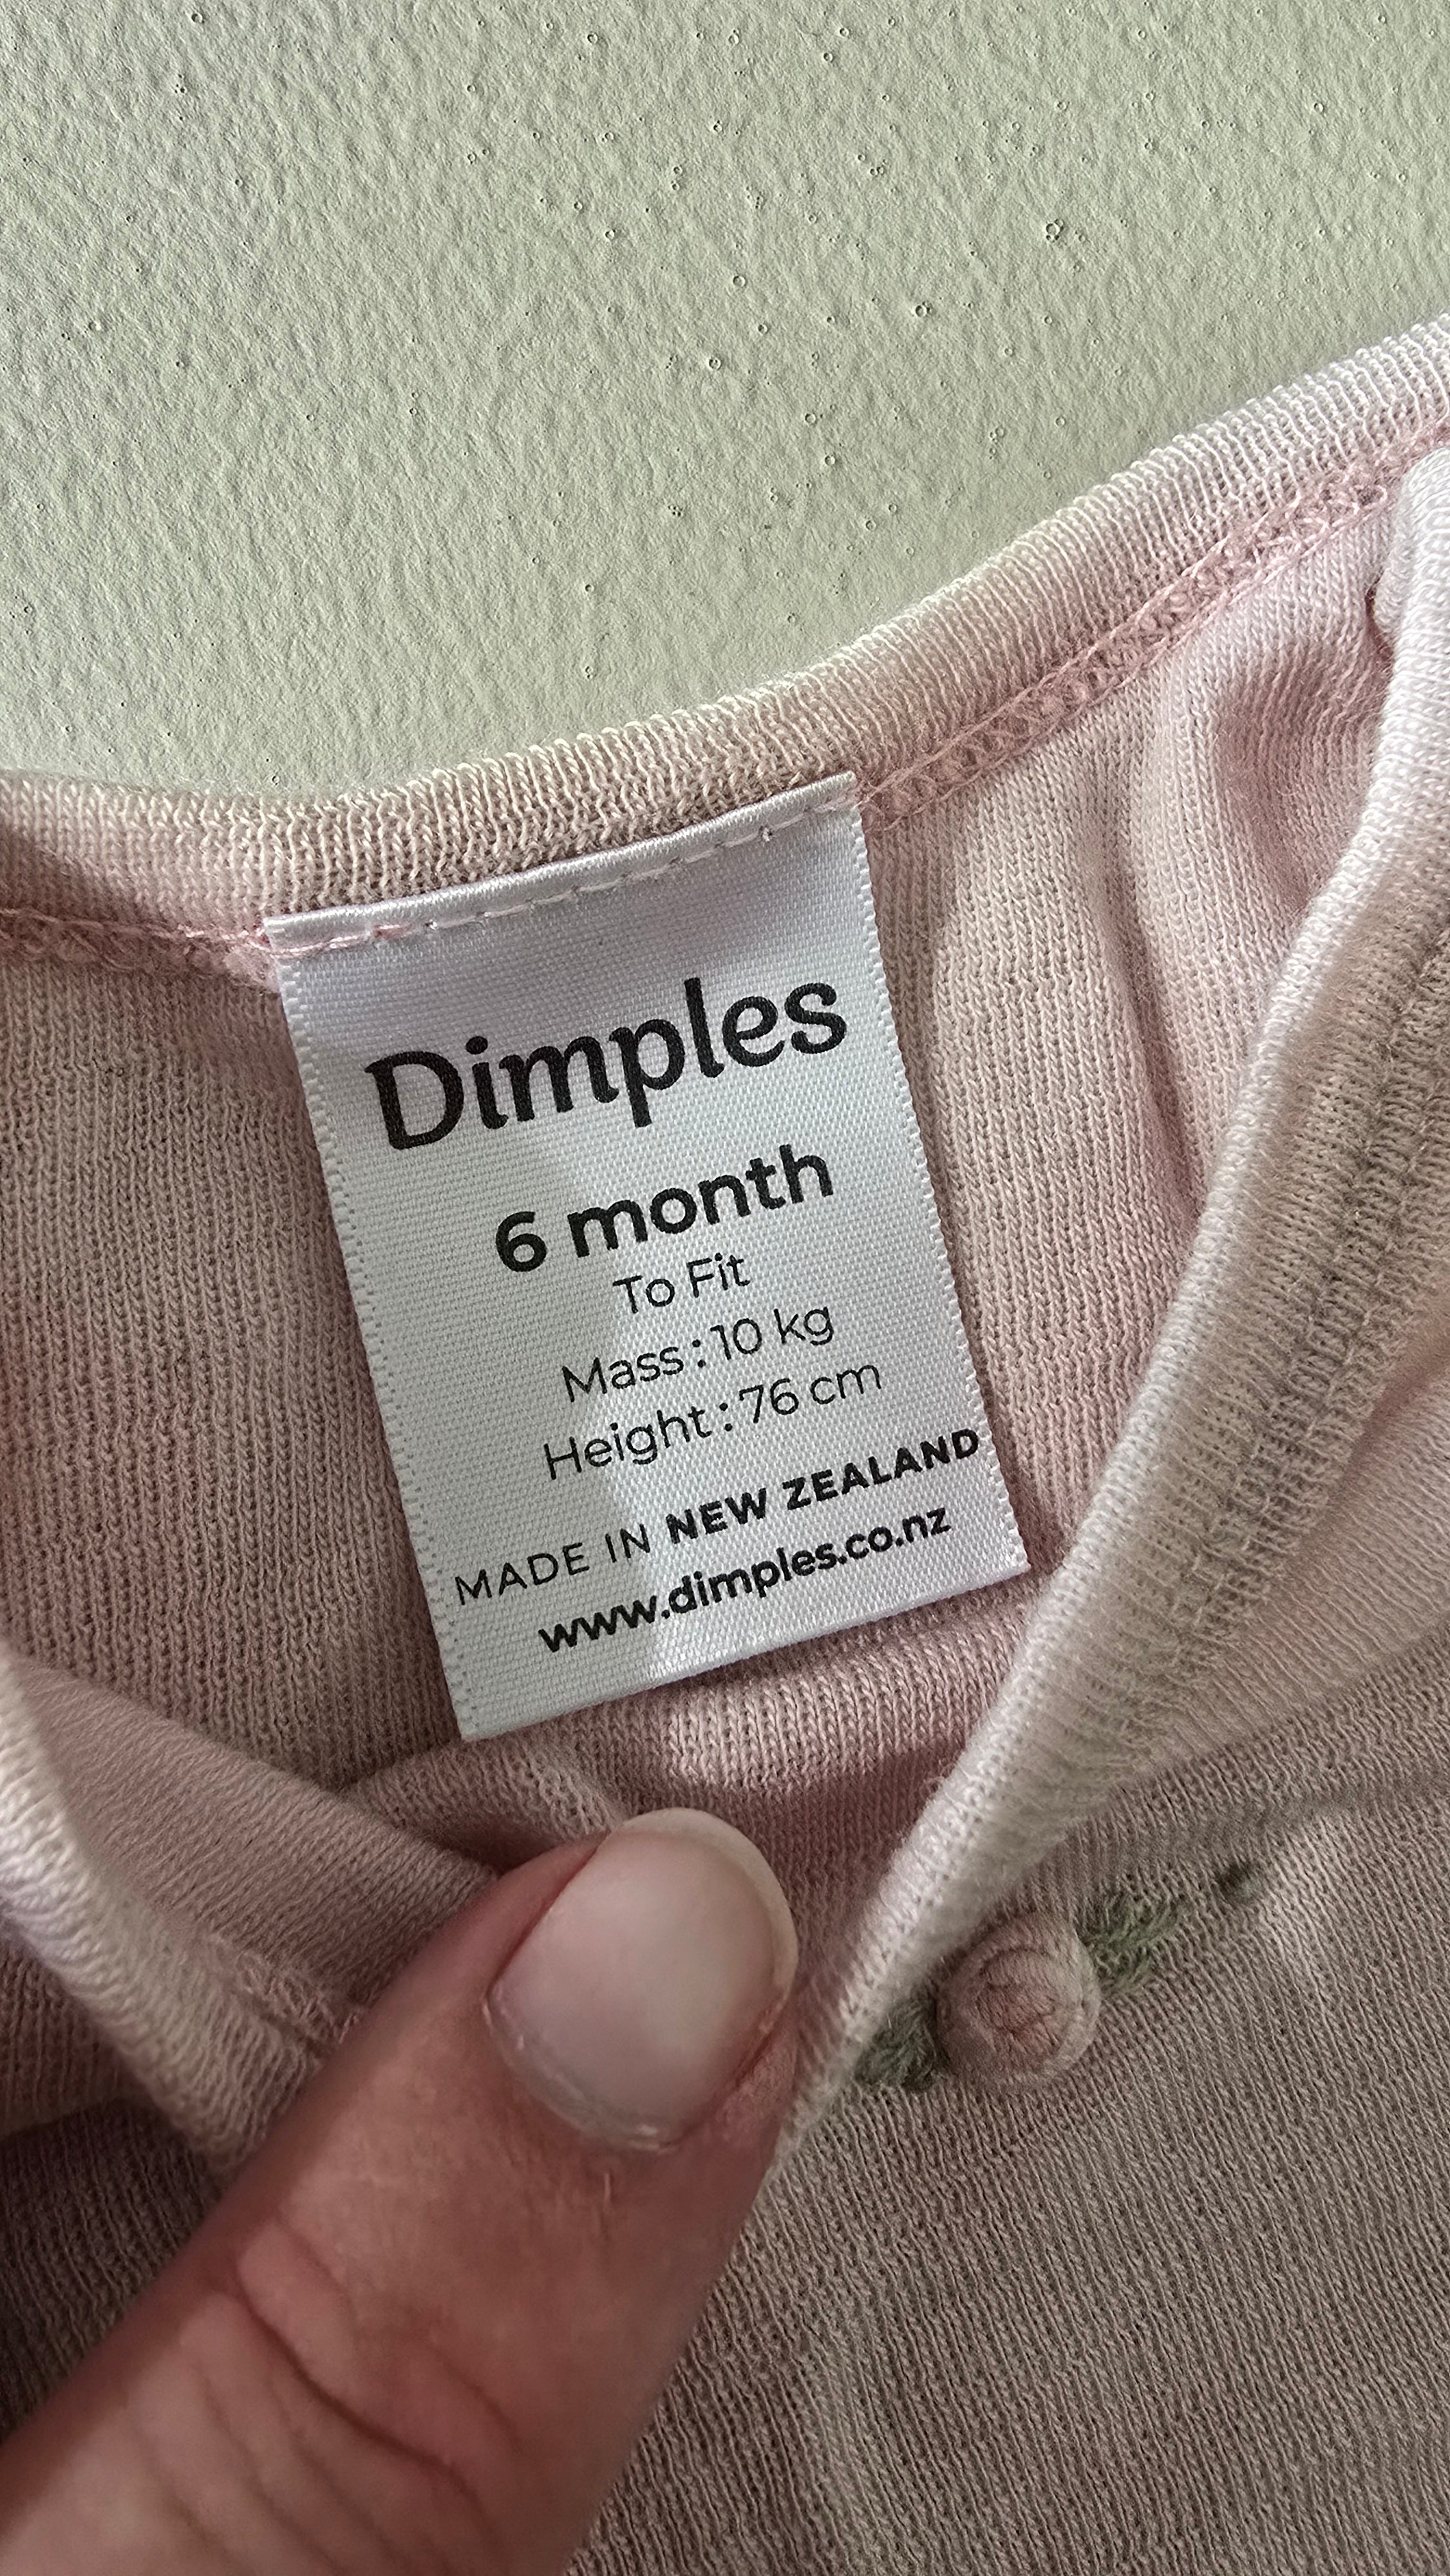 Dimples
6 month
To Fit
Mass : 10 kg
Height : 76 cm
MADE IN NEW ZEALAND
www.dimples.co.nz